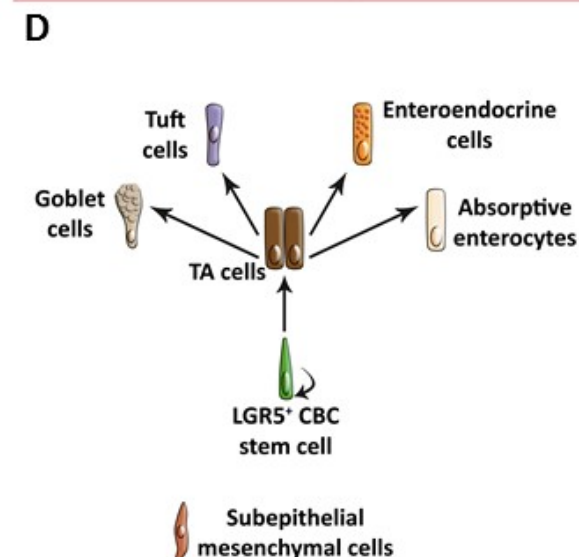 D
Tuft
cells
Enteroendocrine
cells
Goblet
cells
Absorptive
enterocytes
TA cells
LGR5⁺ CBC
stem cell
Subepithelial
mesenchymal cells